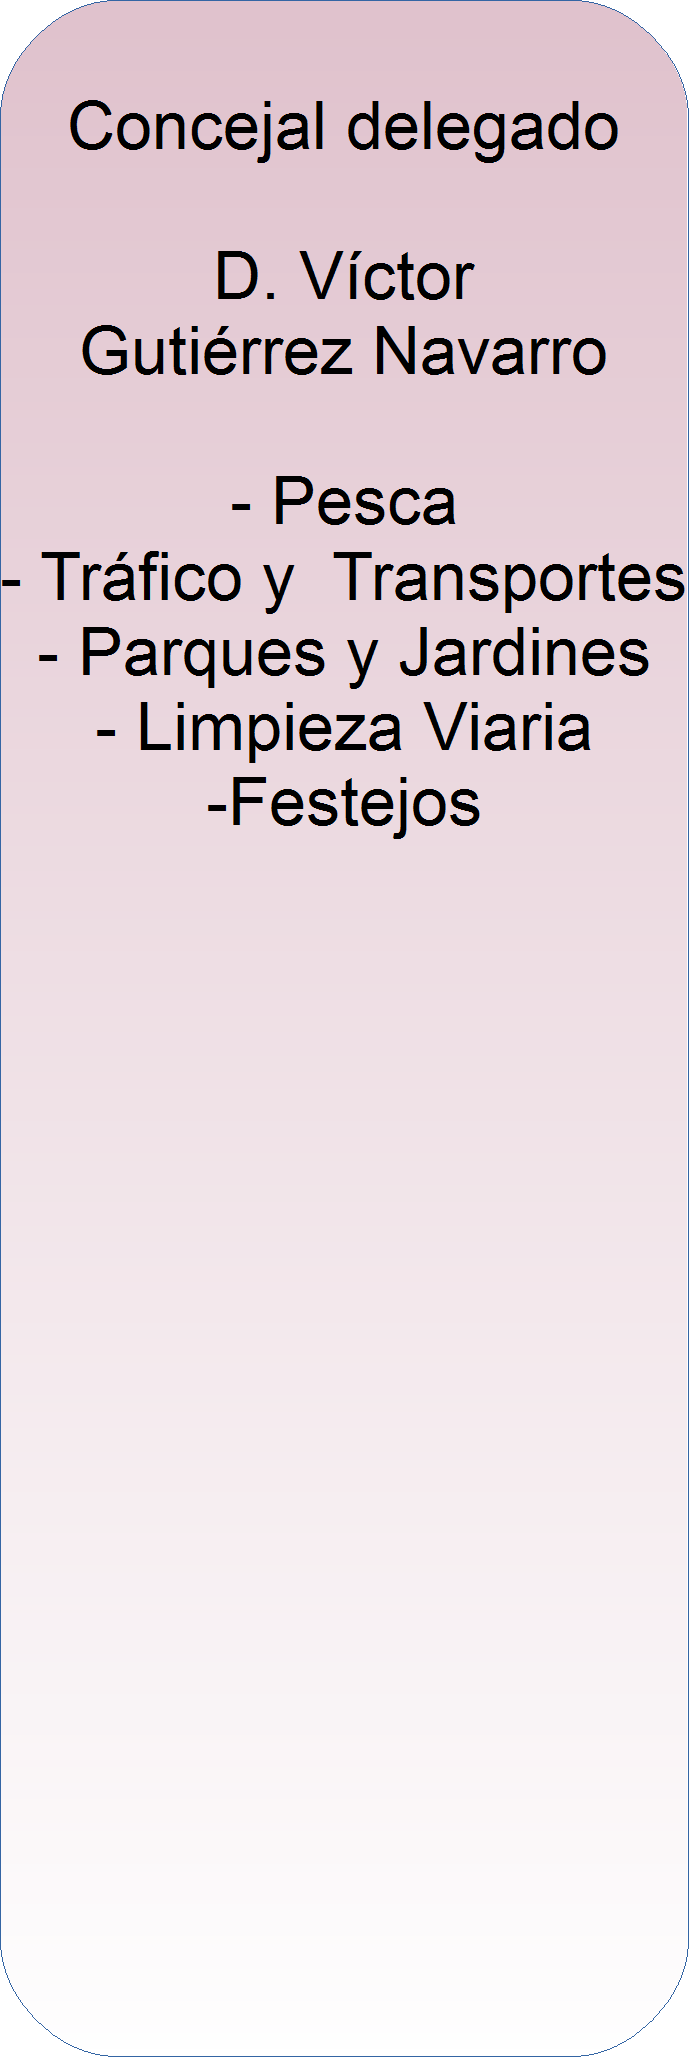 Concejal delegado
D. Víctor
Gutiérrez Navarro
- Pesca
- Tráfico y  Transportes
- Parques y Jardines
- Limpieza Viaria
-Festejos